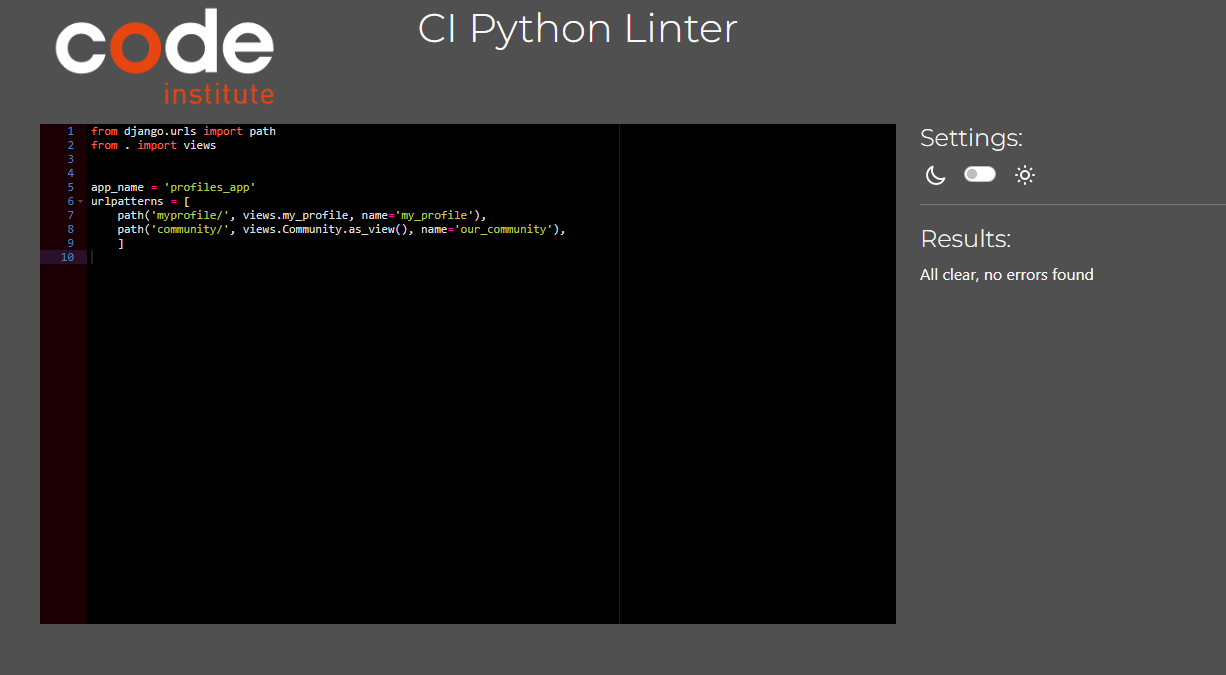 code
institute
CI Python Linter
1 from django.urls import path
2 from . import views
3
4
5 app_name = 'profiles_app'
6 urlpatterns = [
7     path('myprofile/', views.my_profile, name='my_profile'),
8     path('community/', views.Community.as_view(), name='our_community'),
9     ]
10
Settings:
Results:
All clear, no errors found